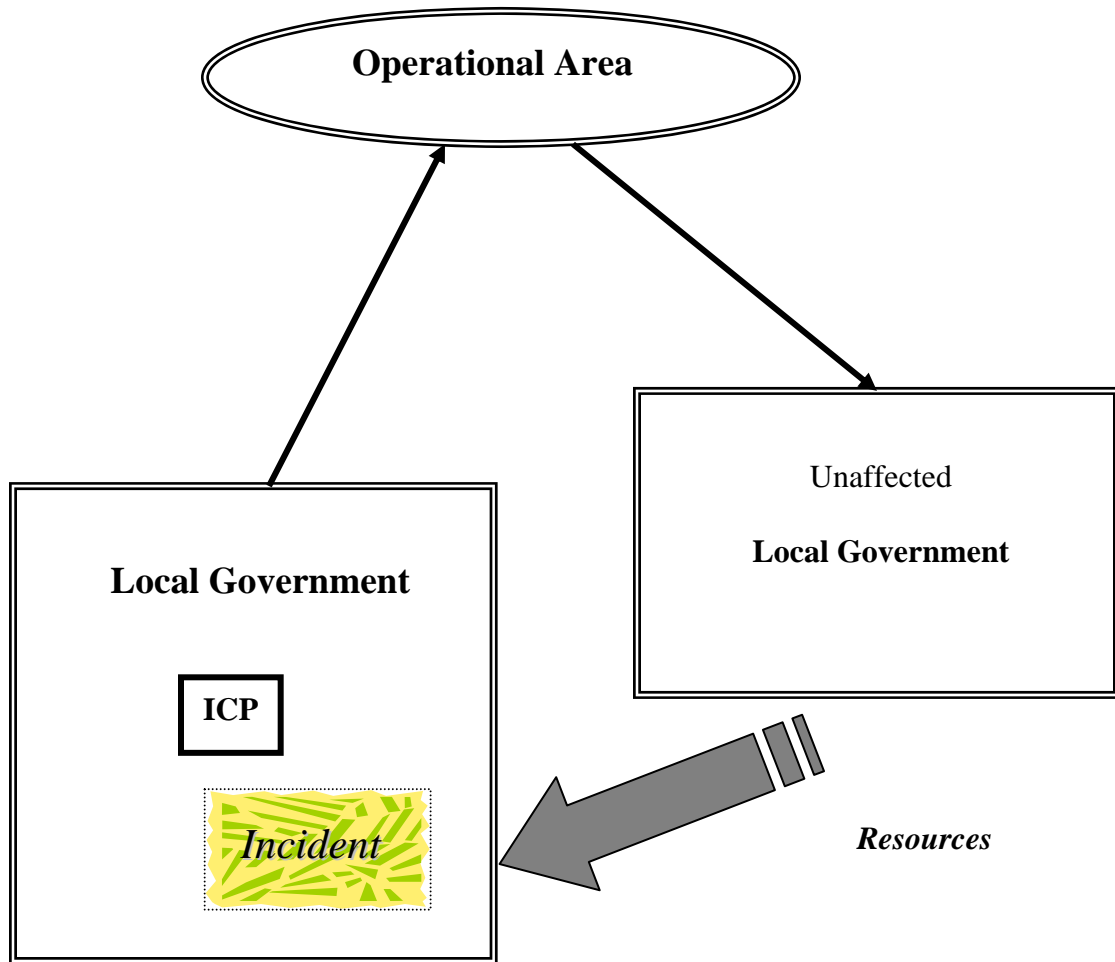 Operational Area
Unaffected
Local Government
Local Government
ICP
Incident
Resources